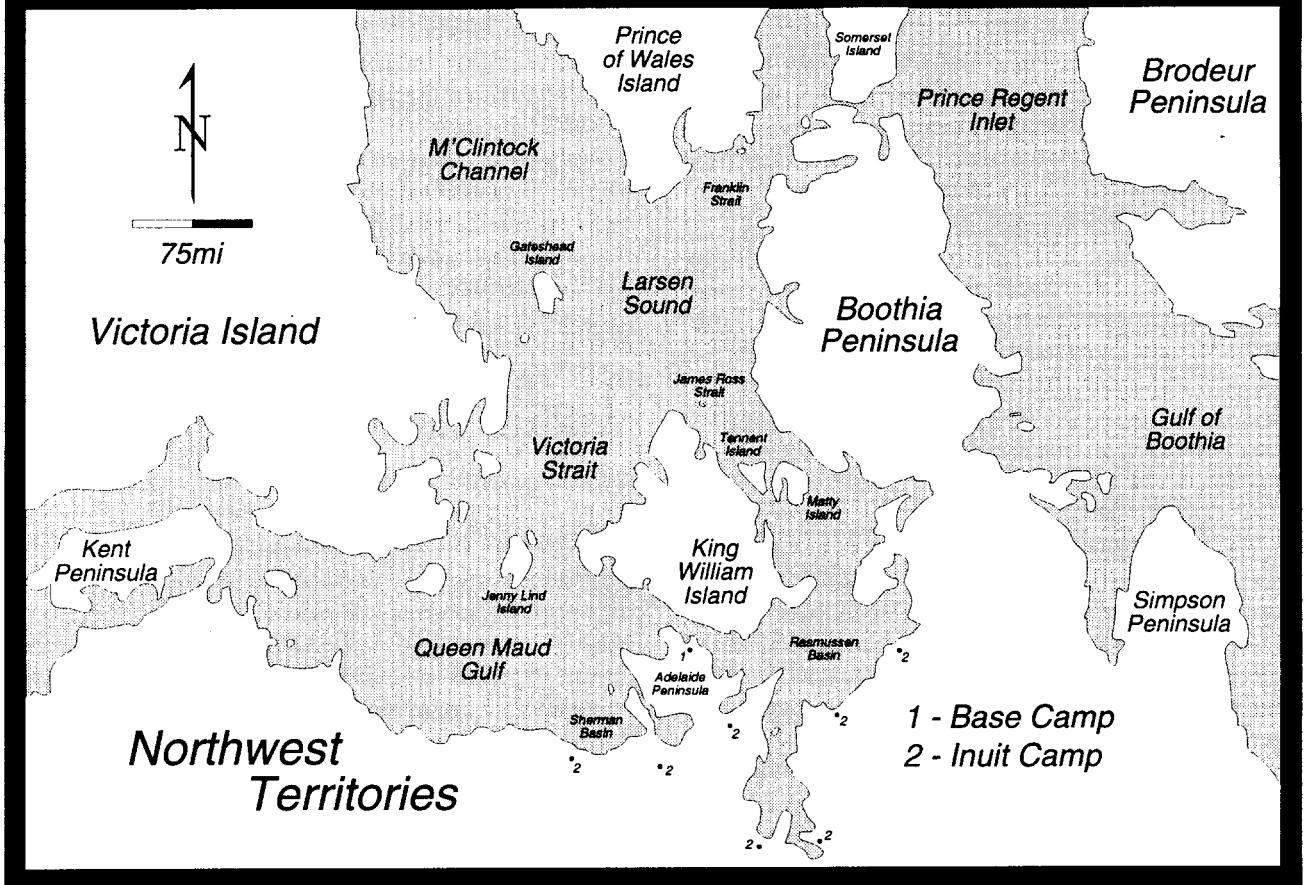 Prince
of Wales
Island
Somerset
Island
Brodeur
Peninsula
Prince Regent
Inlet
N
M'Clintock
Channel
Franklin
Strait
75mi
Gateshead
Island
Larsen
Sound
Victoria Island
Boothia
Peninsula
James Ross
Strait
Gulf of
Boothia
Victoria
Strait
Tennent
Island
Matty
Island
Kent
Peninsula
King
William
Island
Jenny Lind
Island
Simpson
Peninsula
Queen Maud
Gulf
1
Adelaide
Peninsula
Rasmussen
Basin
2
Sherman
Basin
2
2
1 - Base Camp
2 - Inuit Camp
Northwest
Territories
2
2
2
2